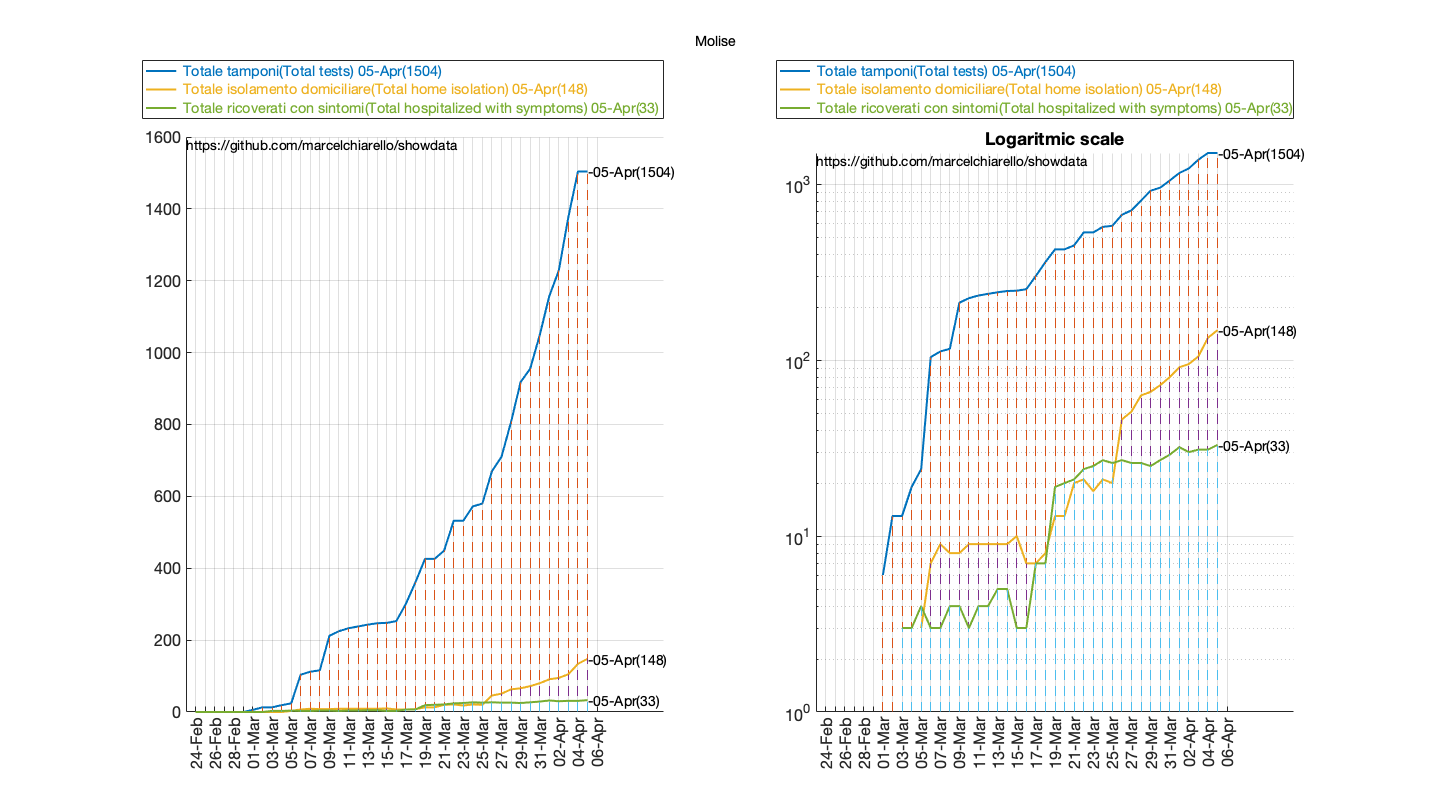 Molise
Totale tamponi(Total tests) 05-Apr(1504)
Totale isolamento domiciliare(Total home isolation) 05-Apr(148)
Totale ricoverati con sintomi(Total hospitalized with symptoms) 05-Apr(33)
https://github.com/marcelchiarello/showdata
1600
1400
1200
1000
800
600
400
200
0
-05-Apr(1504)
-05-Apr(148)
-05-Apr(33)
24-Feb
26-Feb
28-Feb
01-Mar
03-Mar
05-Mar
07-Mar
09-Mar
11-Mar
13-Mar
15-Mar
17-Mar
19-Mar
21-Mar
23-Mar
25-Mar
27-Mar
29-Mar
31-Mar
02-Apr
04-Apr
06-Apr
Totale tamponi(Total tests) 05-Apr(1504)
Totale isolamento domiciliare(Total home isolation) 05-Apr(148)
Totale ricoverati con sintomi(Total hospitalized with symptoms) 05-Apr(33)
Logaritmic scale
https://github.com/marcelchiarello/showdata
10^3
10^2
10^1
10^0
-05-Apr(1504)
-05-Apr(148)
-05-Apr(33)
24-Feb
26-Feb
28-Feb
01-Mar
03-Mar
05-Mar
07-Mar
09-Mar
11-Mar
13-Mar
15-Mar
17-Mar
19-Mar
21-Mar
23-Mar
25-Mar
27-Mar
29-Mar
31-Mar
02-Apr
04-Apr
06-Apr